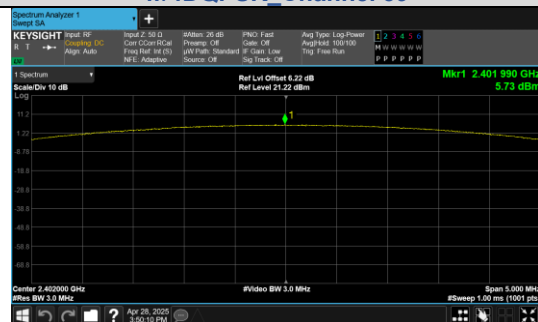 Spectrum Analyzer 1
Swept SA
+
KEYSIGHT
R T
Input: RF
Coupling: DC
Align: Auto
Input Z: 50 Ω
Corr CCorr RCal
Freq Ref: Int (S)
NFE: Adaptive
#Atten: 26 dB
Preamp: Off
µW Path: Standard
Source: Off
PNO: Fast
Gate: Off
IF Gain: Low
Sig Track: Off
Avg Type: Log-Power
Avg|Hold: 100/100
Trig: Free Run
1 2 3 4 5 6
M W W W W W
P P P P P P
1 Spectrum
Scale/Div 10 dB
Ref Lvl Offset 6.22 dB
Ref Level 21.22 dBm
Mkr1 2.401 990 GHz
5.73 dBm
Log
1
11.2
1.22
-8.78
-18.8
-28.8
-38.8
-48.8
-58.8
-68.8
Center 2.402000 GHz
#Res BW 3.0 MHz
#Video BW 3.0 MHz
Span 5.000 MHz
#Sweep 1.00 ms (1001 pts)
?
Apr 28, 2025
3:50:10 PM